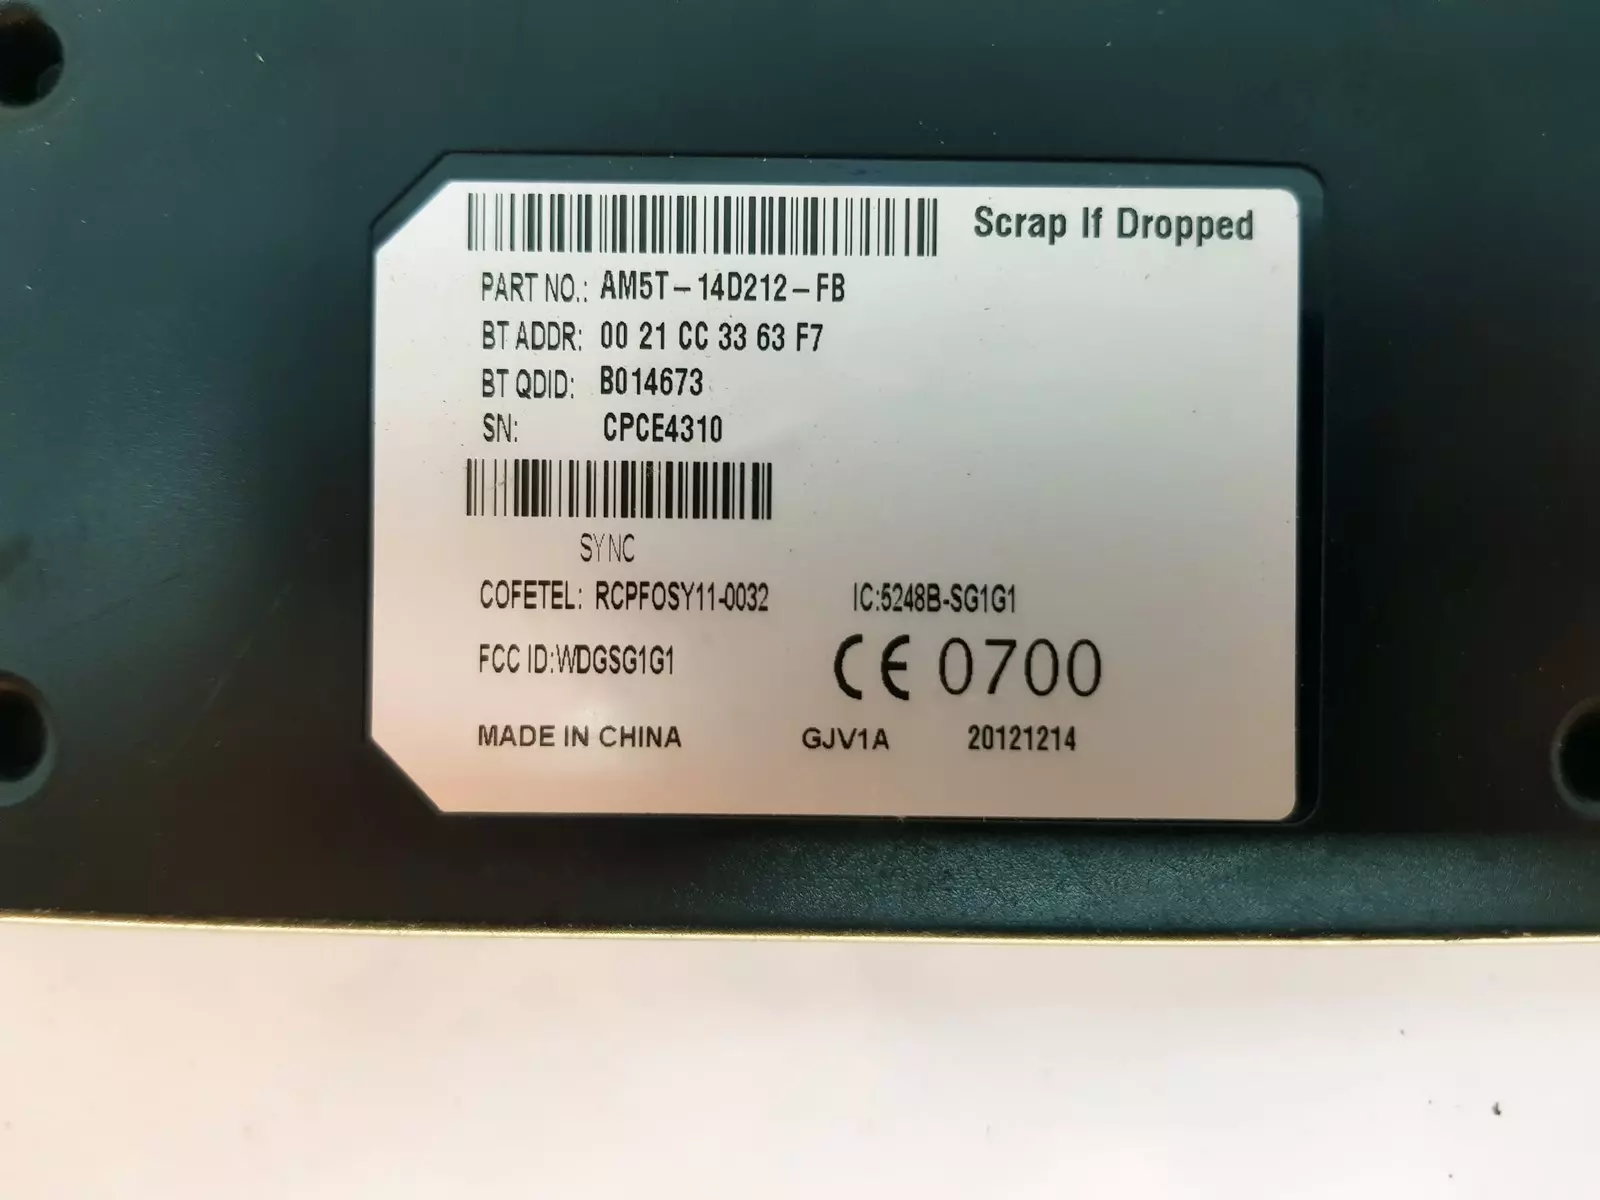 Scrap If Dropped
PART NO.: AM5T-14D212-FB
BT ADDR: 00 21 CC 33 63 F7
BT QDID: B014673
SN: CPCE4310
SYNC
COFETEL: RCPFOSY11-0032 IC:5248B-SG1G1
FCC ID:WDGSG1G1 CE 0700
MADE IN CHINA GJV1A 20121214